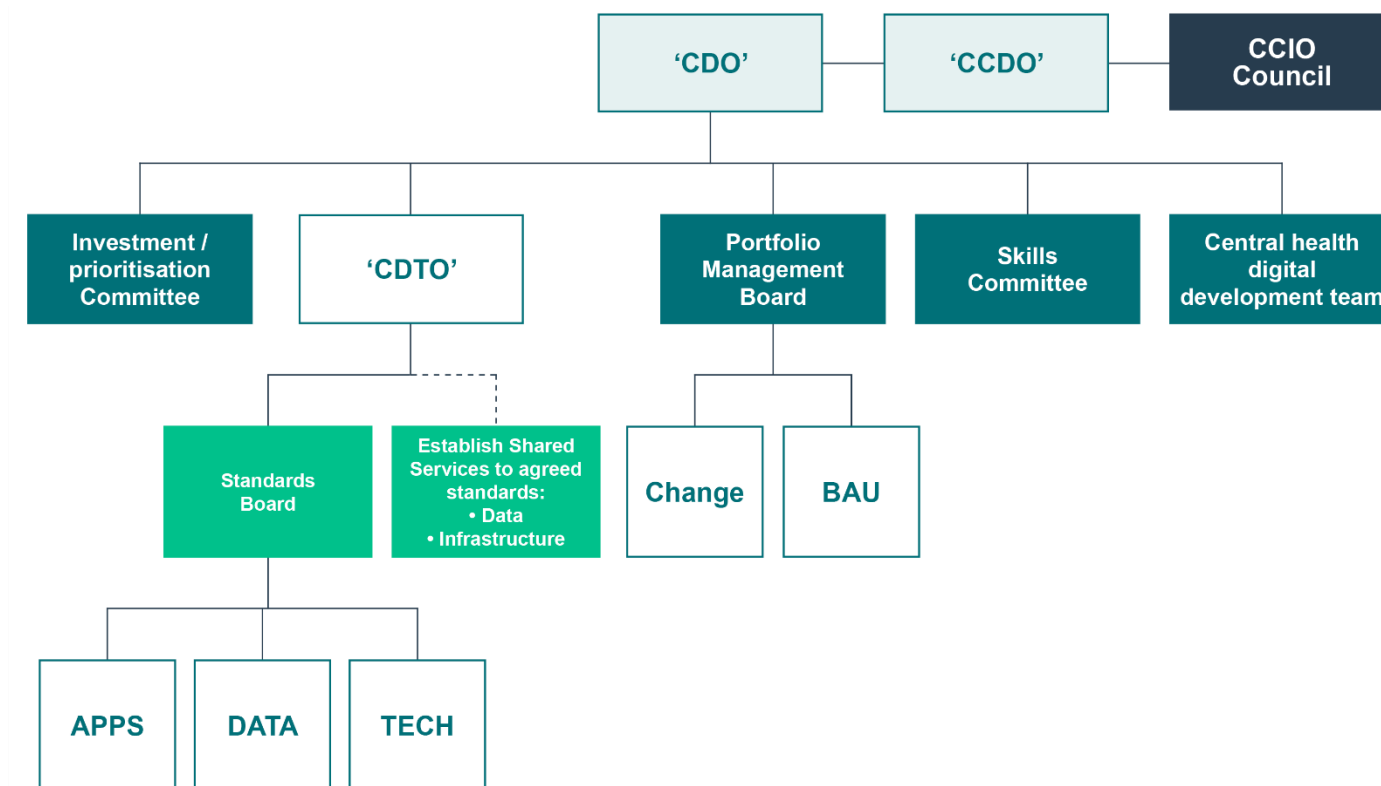 ‘CDO’
‘CCDO’
CCIO
Council
Investment /
prioritisation
Committee
‘CDTO’
Portfolio
Management
Board
Skills
Committee
Central health
digital
development team
Standards
Board
Establish Shared
Services to agreed
standards:
• Data
• Infrastructure
Change
BAU
APPS
DATA
TECH